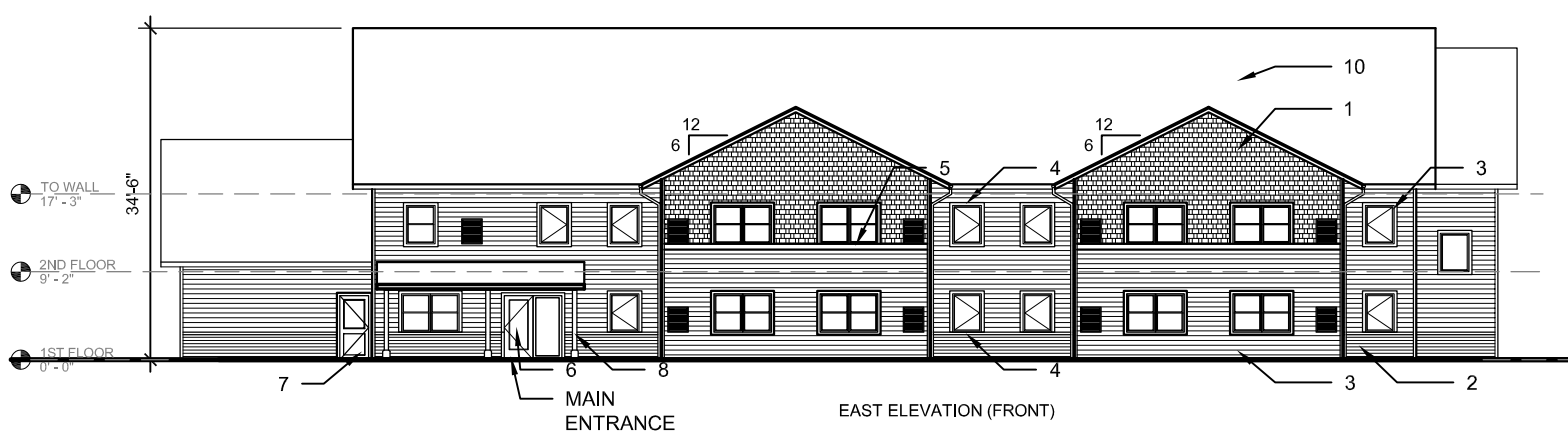 10
12
6
1
12
6
5
4
3
TO WALL
17' - 3"
34'-6"
2ND FLOOR
9' - 2"
1ST FLOOR
0' - 0"
7
6
8
4
3
2
MAIN
ENTRANCE
EAST ELEVATION (FRONT)